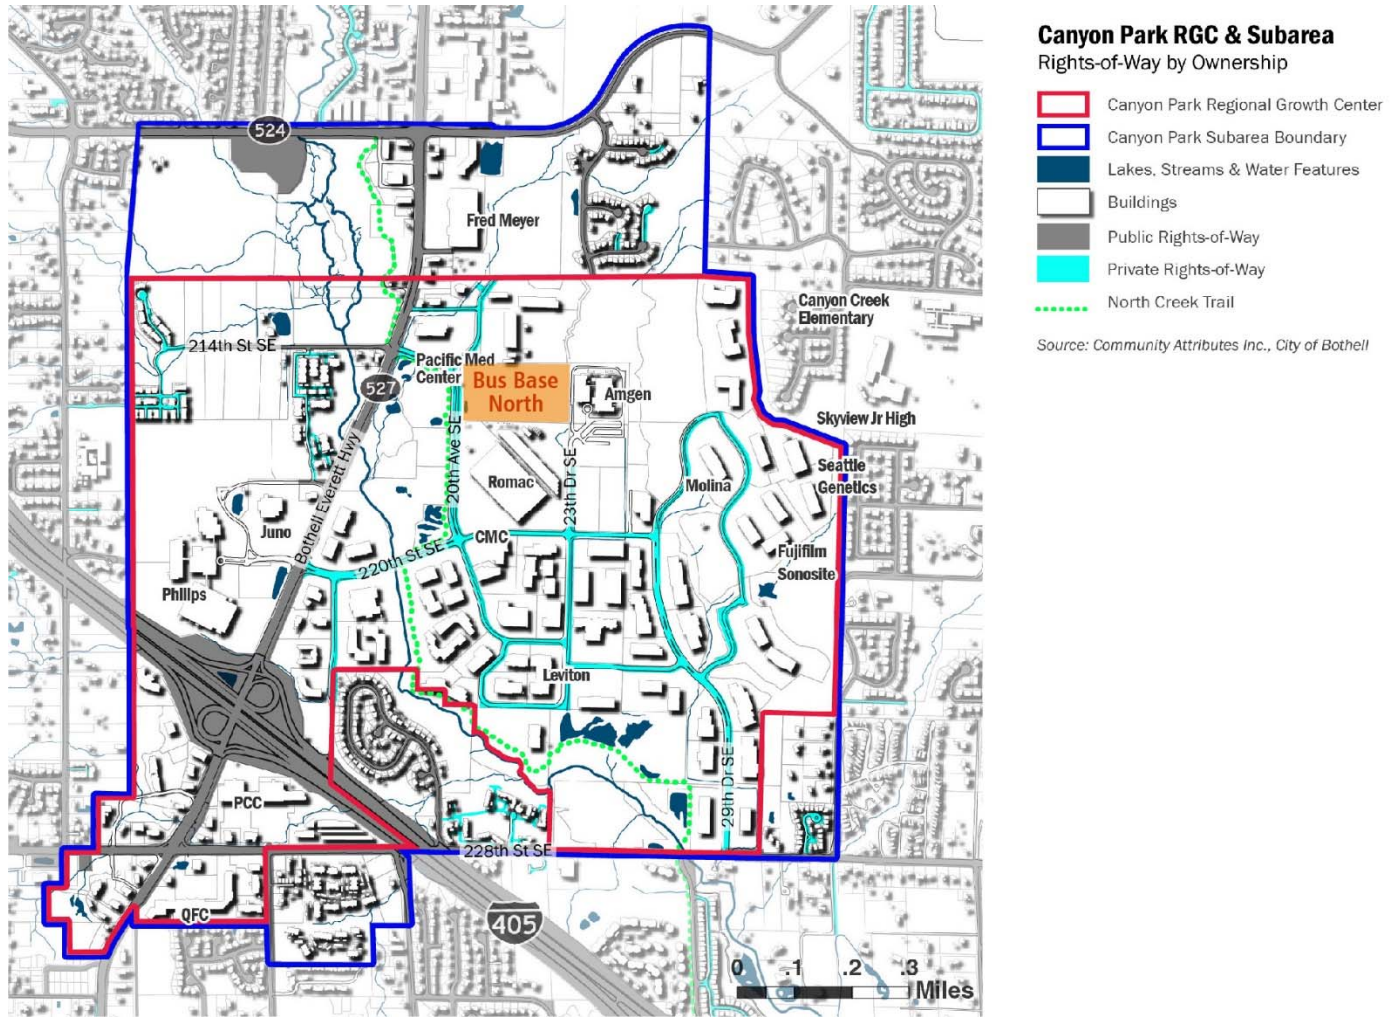 Canyon Park RGC & Subarea
Rights-of-Way by Ownership
Canyon Park Regional Growth Center
Canyon Park Subarea Boundary
Lakes, Streams & Water Features
Buildings
Public Rights-of-Way
Private Rights-of-Way
North Creek Trail
Source: Community Attributes Inc., City of Bothell
524
Fred Meyer
Canyon Creek
Elementary
214th St SE
Pacific Med
Center
Bus Base
North
527
Amgen
Skyview Jr High
Bothell Everett Hwy
20th Ave SE
23th Dr SE
Romac
Molina
Seattle
Genetics
Juno
CMC
220th St SE
Fujifilm
Sonosite
Philips
Leviton
29th Dr SE
PCC
228th St SE
QFC
405
0 .1 .2 .3
Miles